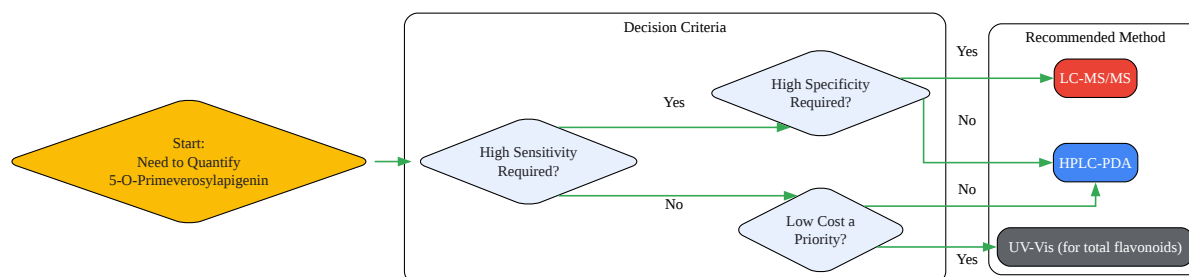 Decision Criteria
Recommended Method
Start:
Need to Quantify
5-O-Primeverosylapigenin
High Sensitivity
Required?
Yes
No
High Specificity
Required?
Low Cost a
Priority?
Yes
No
No
Yes
LC-MS/MS
HPLC-PDA
UV-Vis (for total flavonoids)